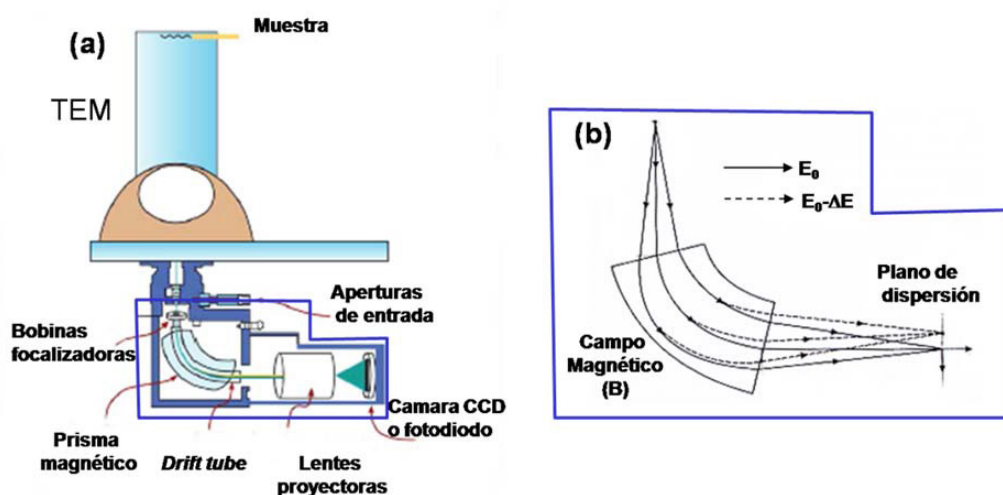 (a)
Muestra
TEM
Aperturas
de entrada
Bobinas
focalizadoras
Prisma
magnético
Drift tube
Lentes
proyectoras
Camara CCD
o fotodiodo
(b)
E₀
E₀-ΔE
Plano de
dispersión
Campo
Magnético
(B)